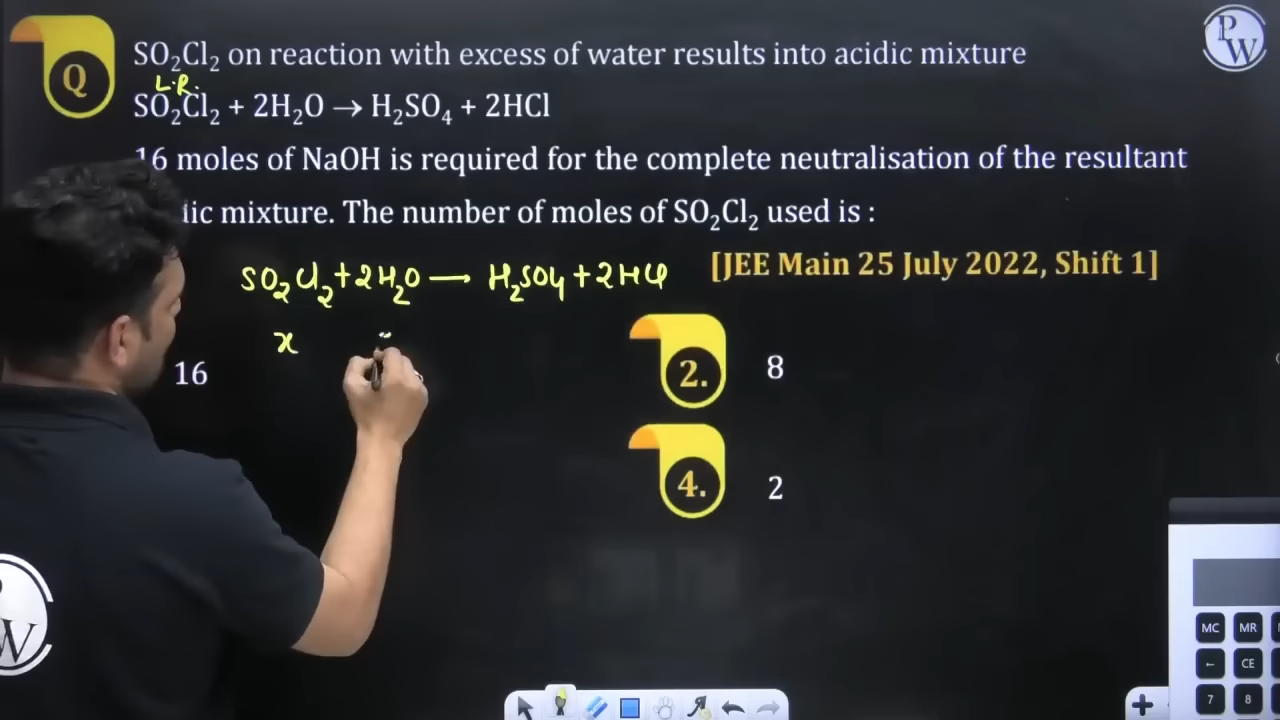 Q
SO₂Cl₂ on reaction with excess of water results into acidic mixture
L.R.
SO₂Cl₂ + 2H₂O → H₂SO₄ + 2HCl
16 moles of NaOH is required for the complete neutralisation of the resultant
mixture. The number of moles of SO₂Cl₂ used is :
[JEE Main 25 July 2022, Shift 1]
SO₂Cl₂ + 2H₂O — H₂SO₄ + 2HCl
x
16
2. 8
4. 2
PW
PW
MC MR
← CE
7 8
+